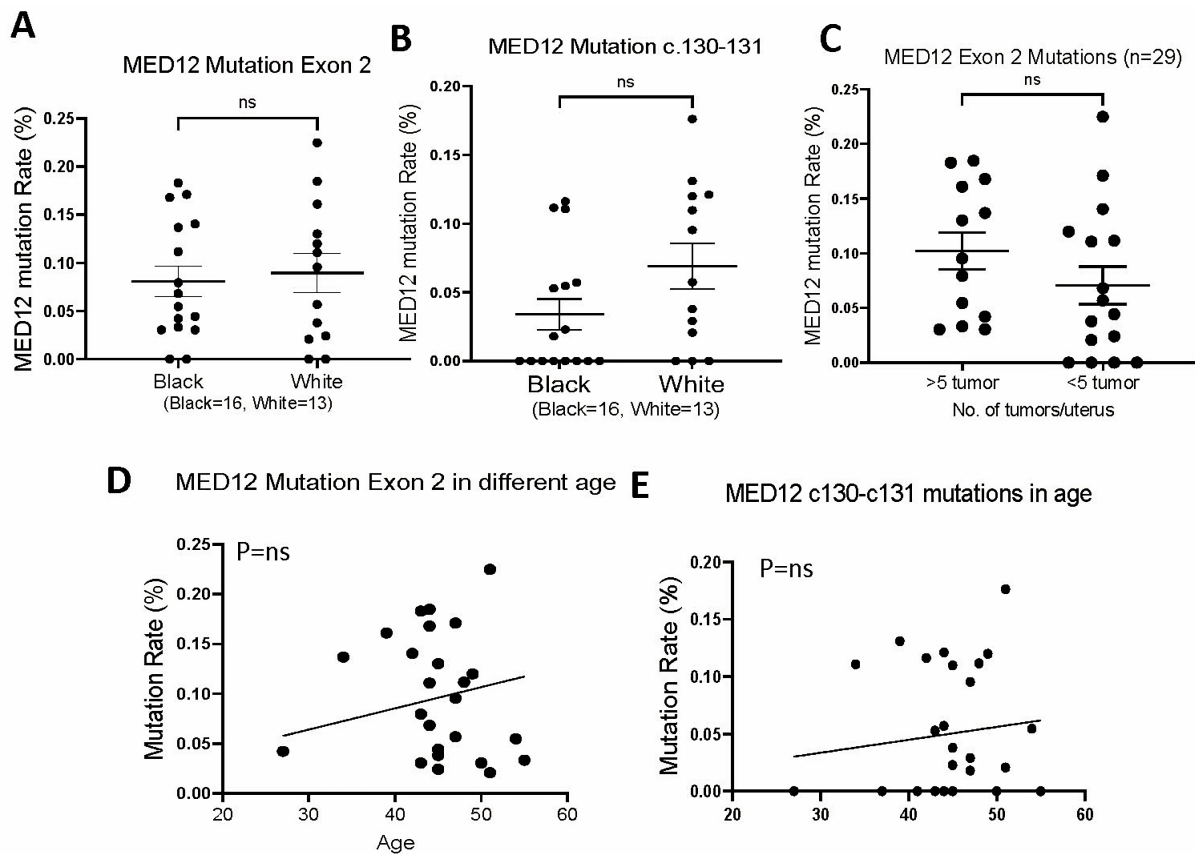 A
MED12 Mutation Exon 2
ns
MED12 mutation Rate (%)
0.25
0.20
0.15
0.10
0.05
0.00
Black
White
(Black=16, White=13)
B
MED12 Mutation c.130-131
ns
MED12 mutation Rate (%)
0.20
0.15
0.10
0.05
0.00
Black
White
(Black=16, White=13)
C
MED12 Exon 2 Mutations (n=29)
ns
MED12 mutation Rate (%)
0.25
0.20
0.15
0.10
0.05
0.00
>5 tumor
<5 tumor
No. of tumors/uterus
D
MED12 Mutation Exon 2 in different age
P=ns
Mutation Rate (%)
0.25
0.20
0.15
0.10
0.05
0.00
20
30
40
50
60
Age
E
MED12 c130-c131 mutations in age
P=ns
Mutation Rate (%)
0.20
0.15
0.10
0.05
0.00
20
30
40
50
60